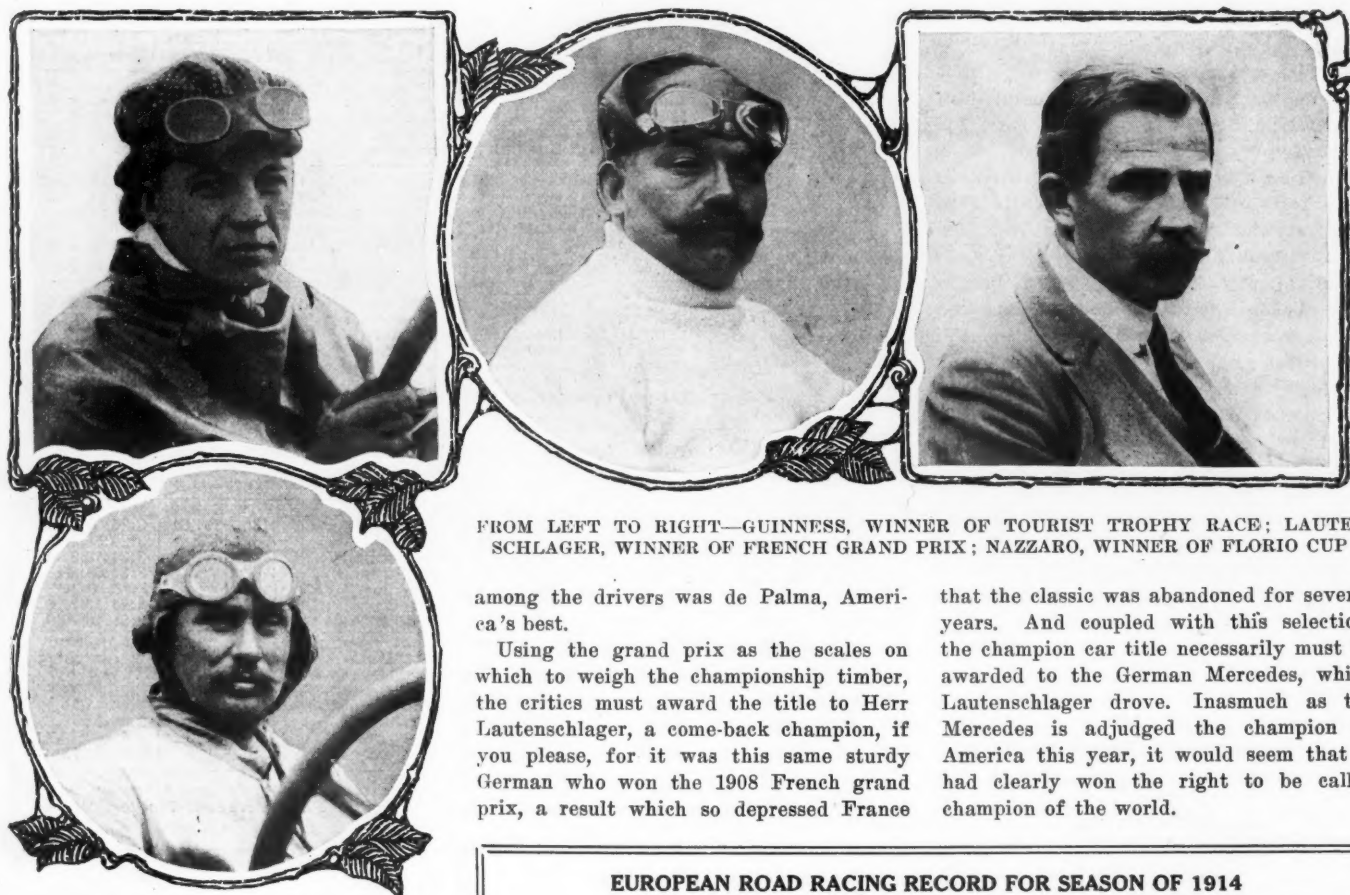 FROM LEFT TO RIGHT—GUINNESS, WINNER OF TOURIST TROPHY RACE; LAUTE
SCHLAGER, WINNER OF FRENCH GRAND PRIX; NAZZARO, WINNER OF FLORIO CUP
among the drivers was de Palma, Ameri-
ca's best.
Using the grand prix as the scales on
which to weigh the championship timber,
the critics must award the title to Herr
Lautenschlager, a come-back champion, if
you please, for it was this same sturdy
German who won the 1908 French grand
prix, a result which so depressed France
that the classic was abandoned for sever
years. And coupled with this selectio
the champion car title necessarily must
awarded to the German Mercedes, whi
Lautenschlager drove. Inasmuch as t
Mercedes is adjudged the champion
America this year, it would seem that
had clearly won the right to be call
champion of the world.
EUROPEAN ROAD RACING RECORD FOR SEASON OF 1914